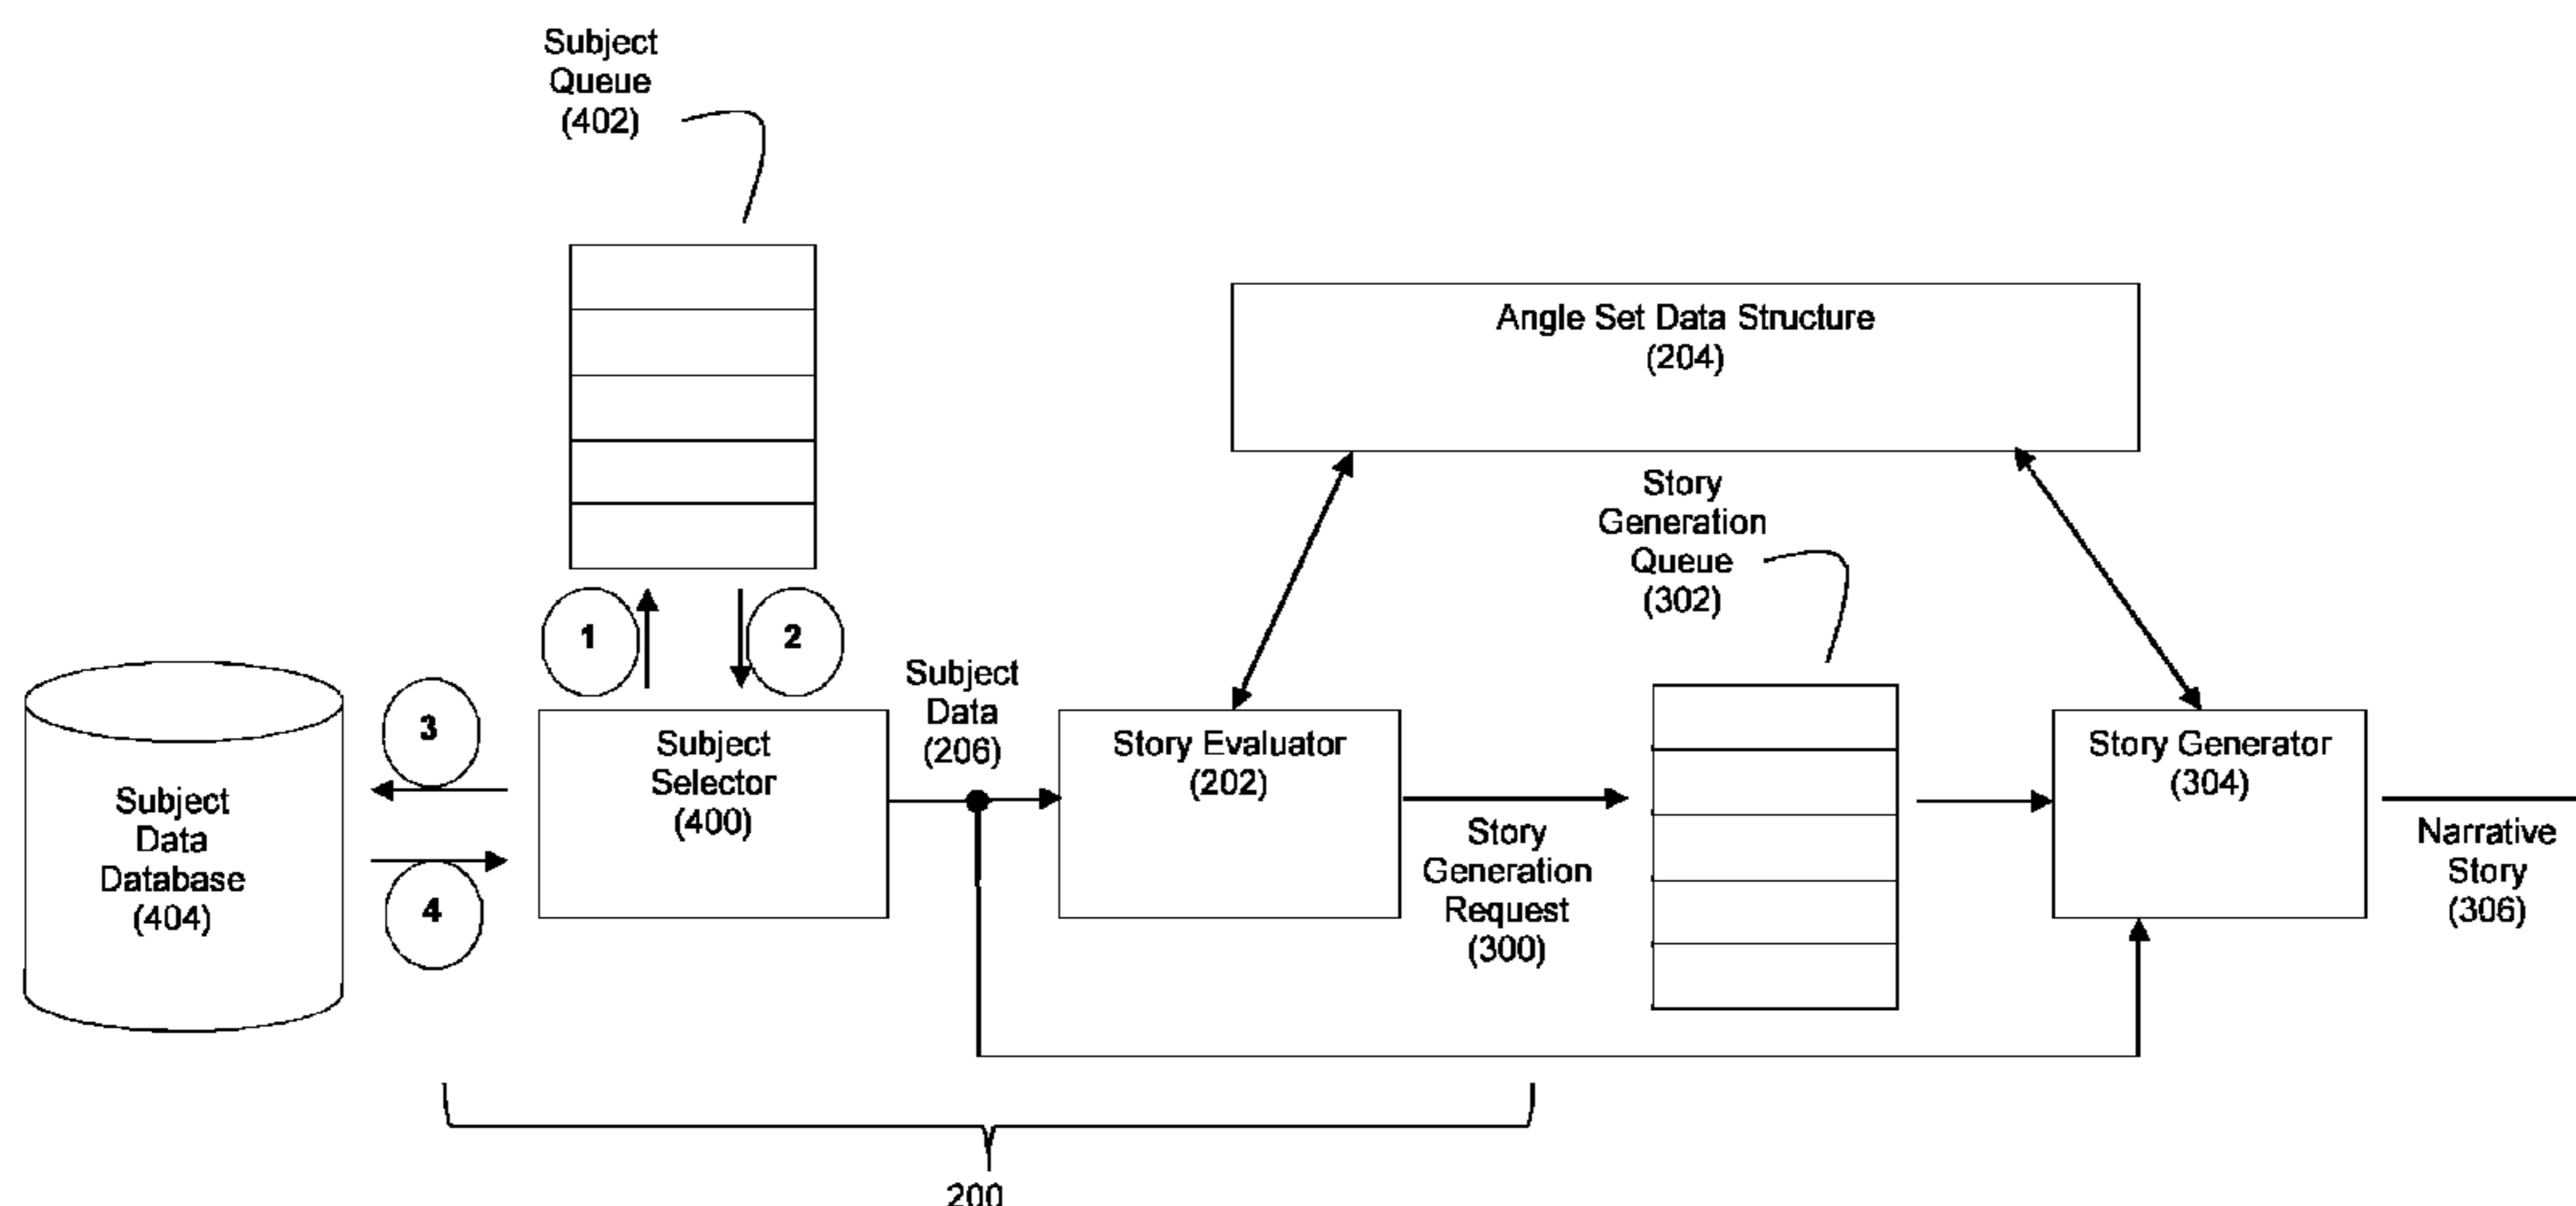 Subject
Queue
(402)
Angle Set Data Structure
(204)
Story
Generation
Queue
(302)
1
2
3
4
Subject
Data
Database
(404)
Subject
Selector
(400)
Subject
Data
(206)
Story Evaluator
(202)
Story
Generation
Request
(300)
Story Generator
(304)
Narrative
Story
(306)
200